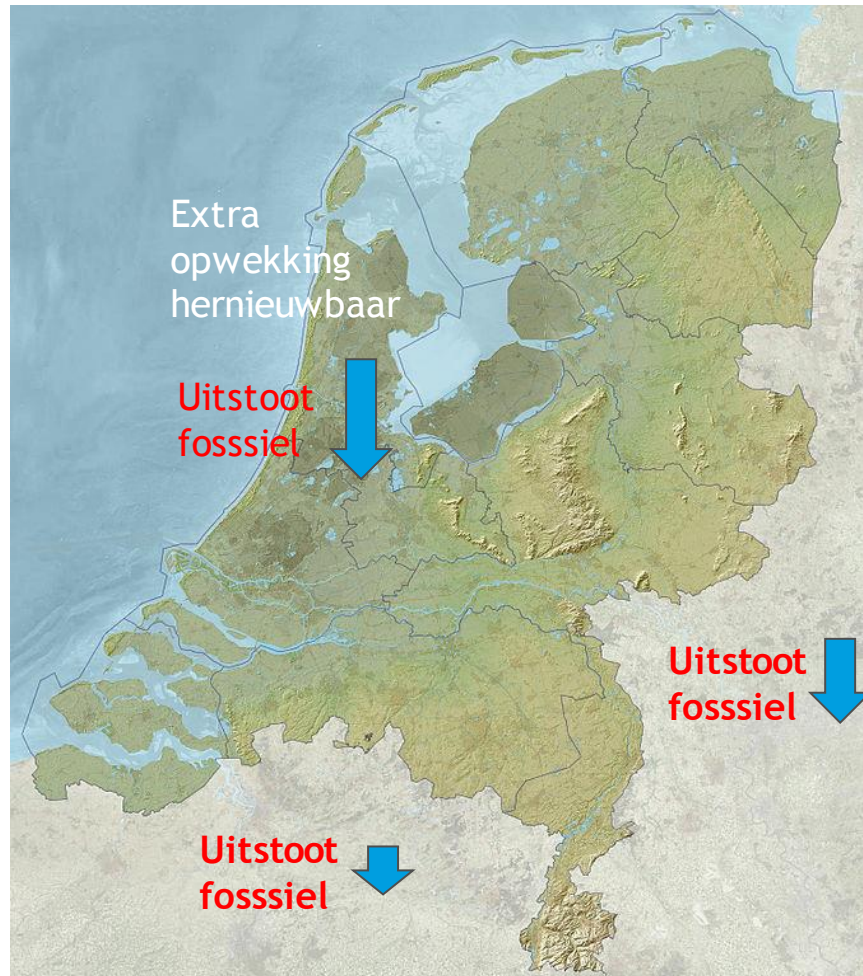 Extra
opwekking
hernieuwbaar
Uitstoot
fosssiel
Uitstoot
fosssiel
Uitstoot
fosssiel